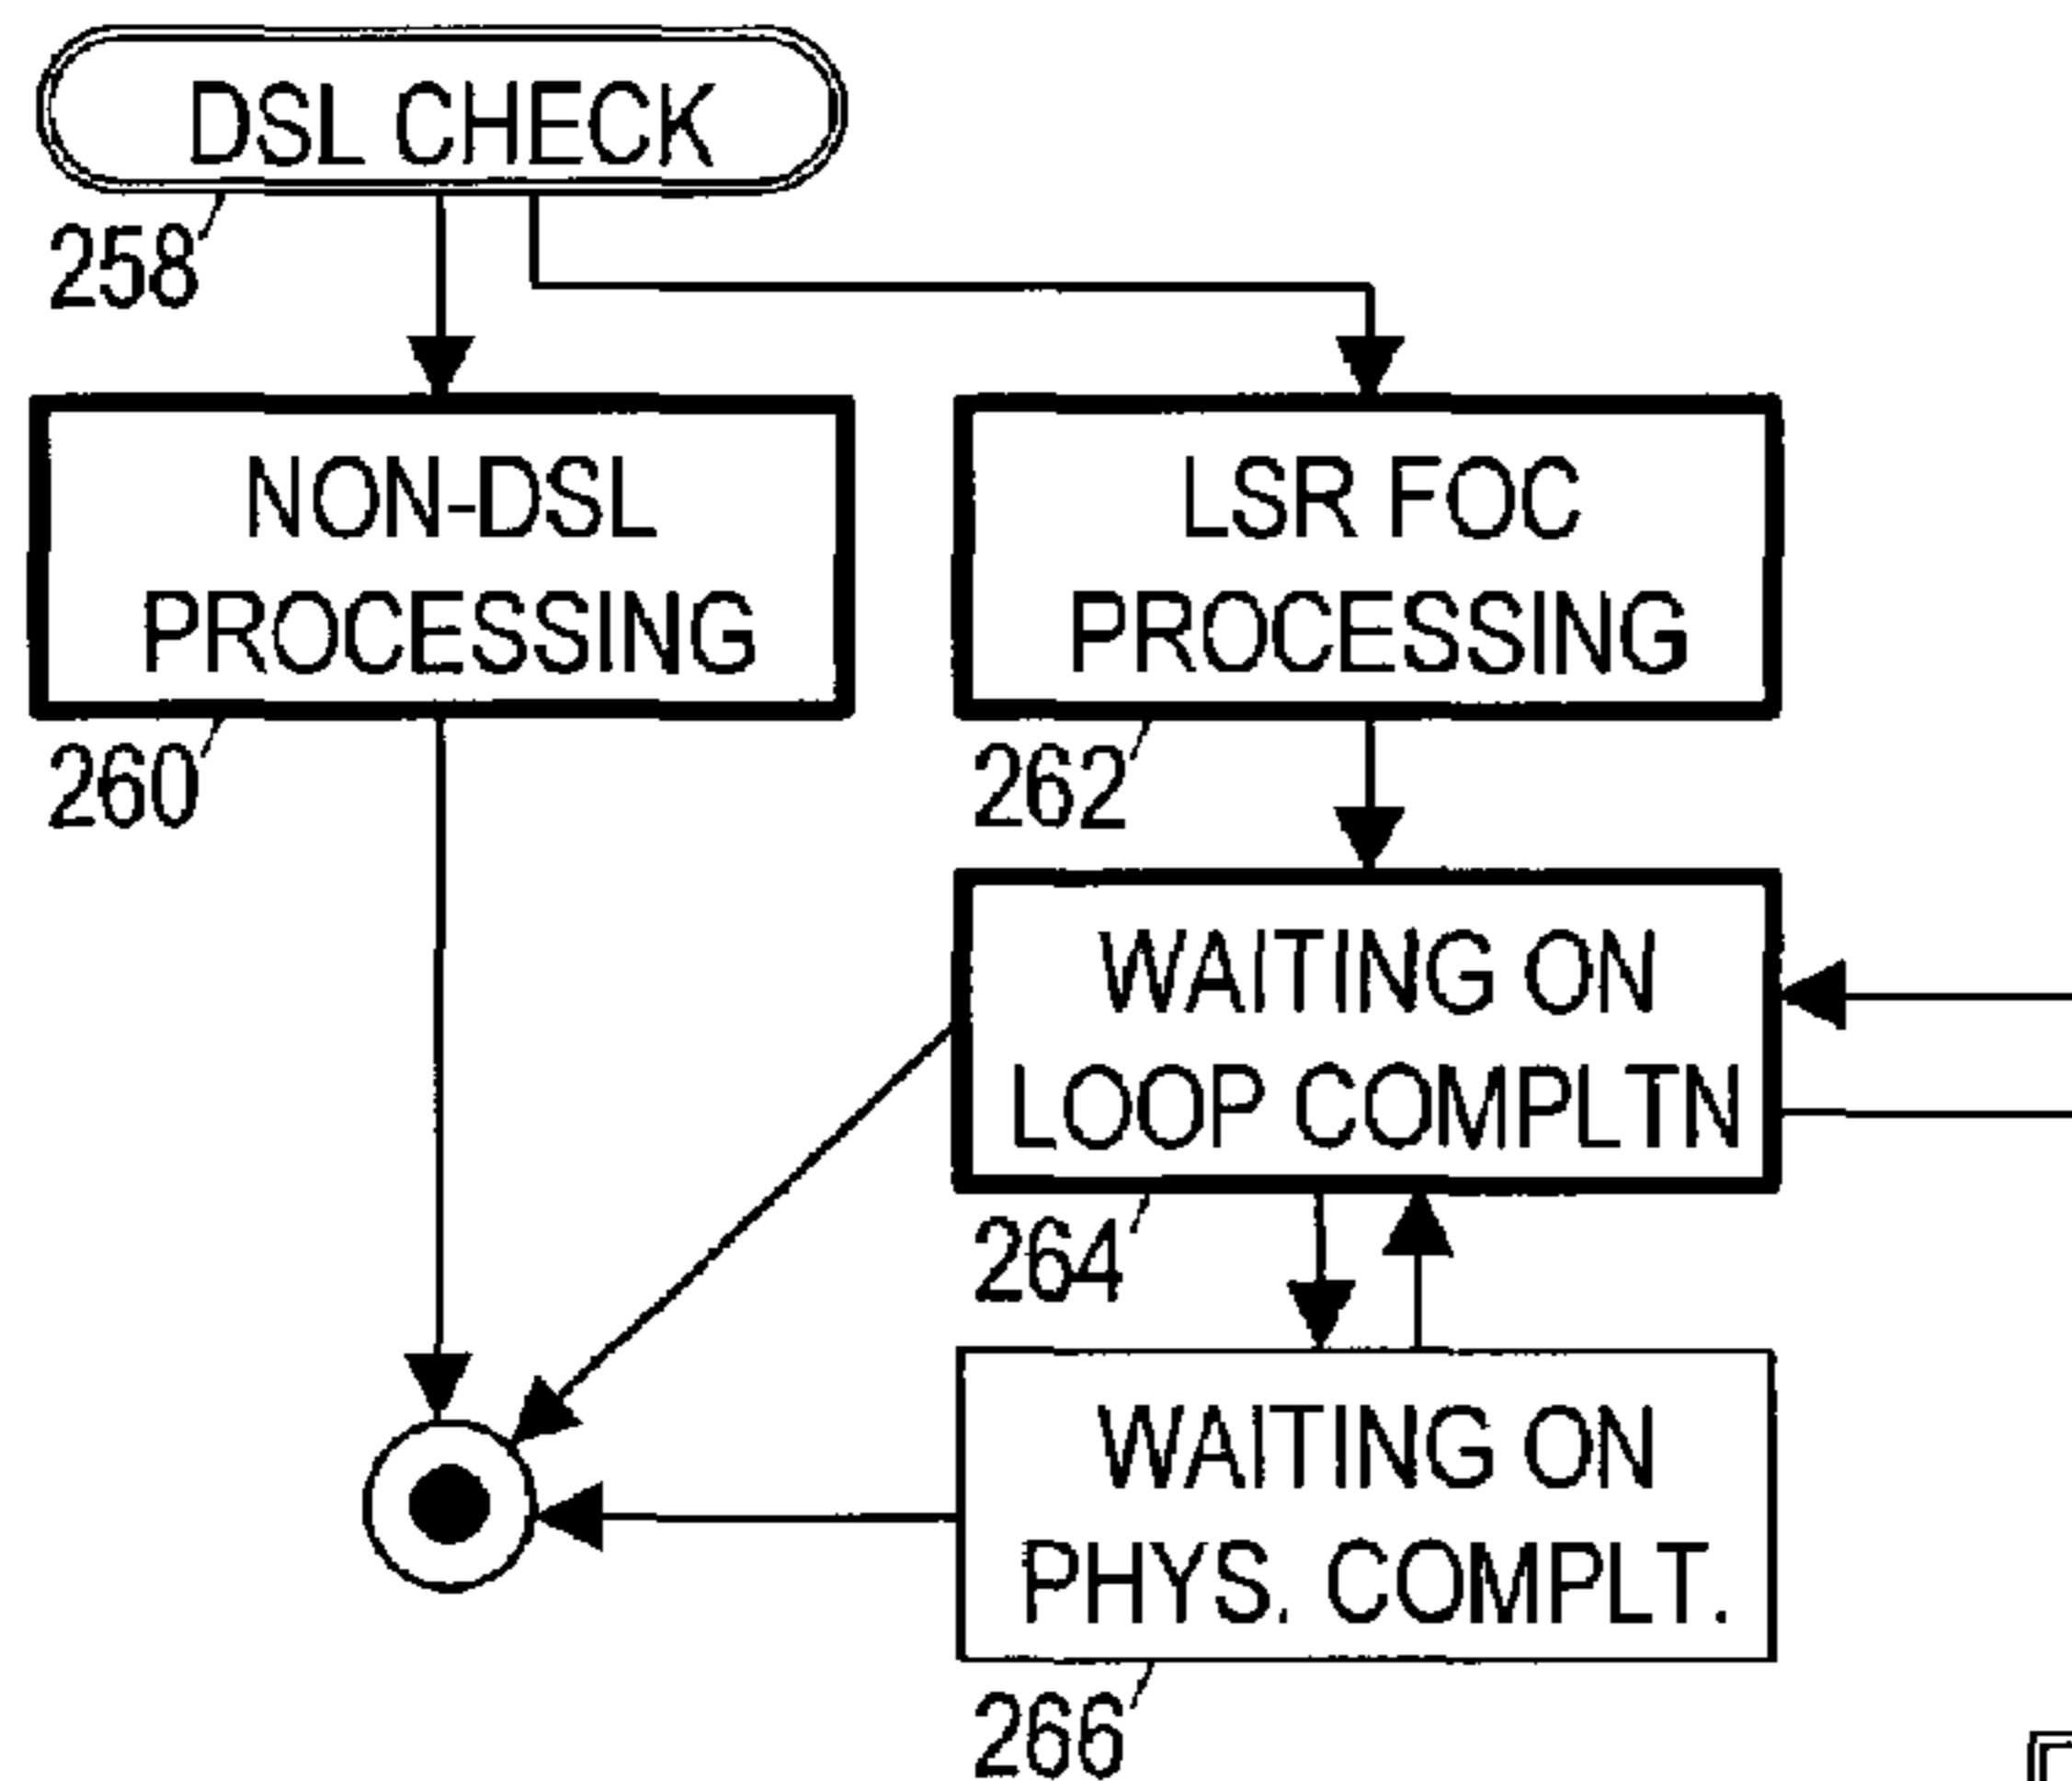 DSL CHECK
258
NON-DSL
PROCESSING
260
LSR FOC
PROCESSING
262
WAITING ON
LOOP COMPLTN
264
WAITING ON
PHYS. COMPLT.
266